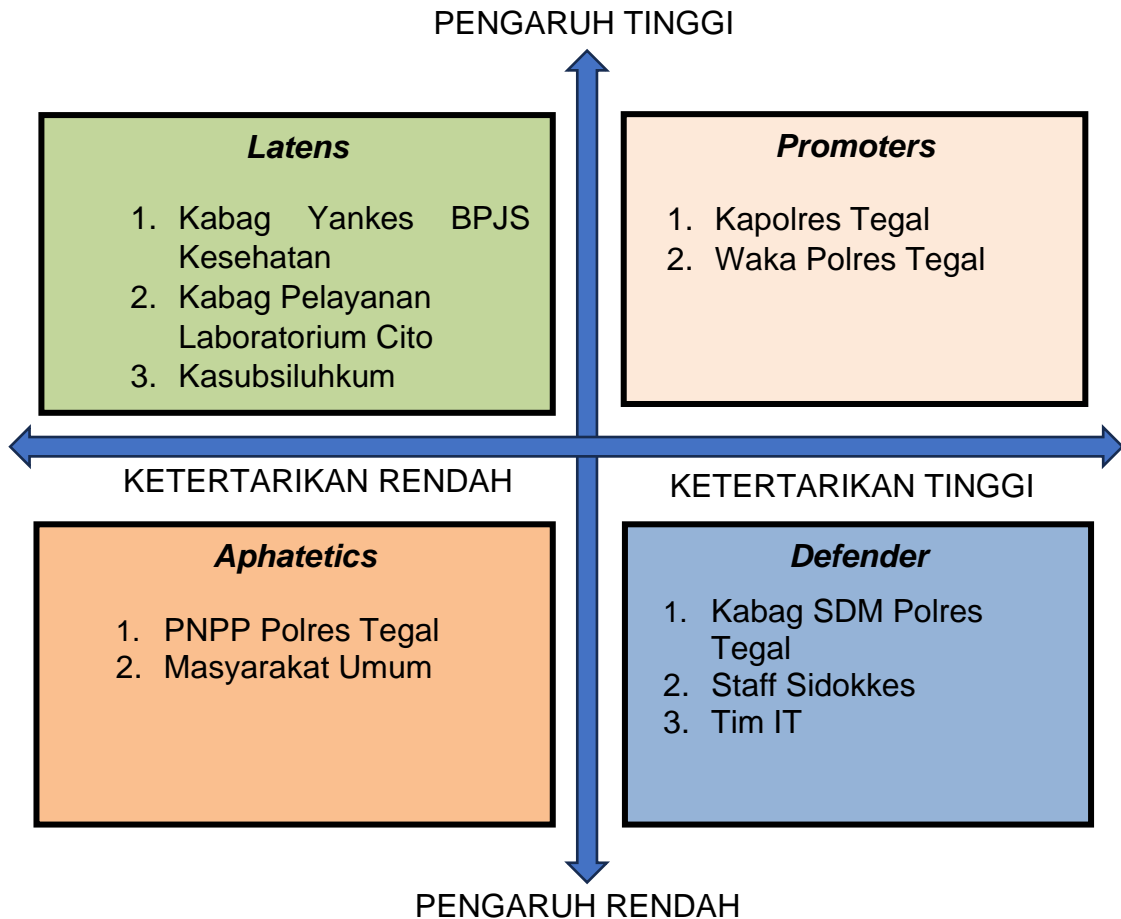 PENGARUH TINGGI
Latens
1. Kabag Yankes BPJS
Kesehatan
2. Kabag Pelayanan
Laboratorium Cito
3. Kasubsiluhkum
Promoters
1. Kapolres Tegal
2. Waka Polres Tegal
KETERTARIKAN RENDAH
KETERTARIKAN TINGGI
Aphatetics
1. PNPP Polres Tegal
2. Masyarakat Umum
Defender
1. Kabag SDM Polres
Tegal
2. Staff Sidokkes
3. Tim IT
PENGARUH RENDAH